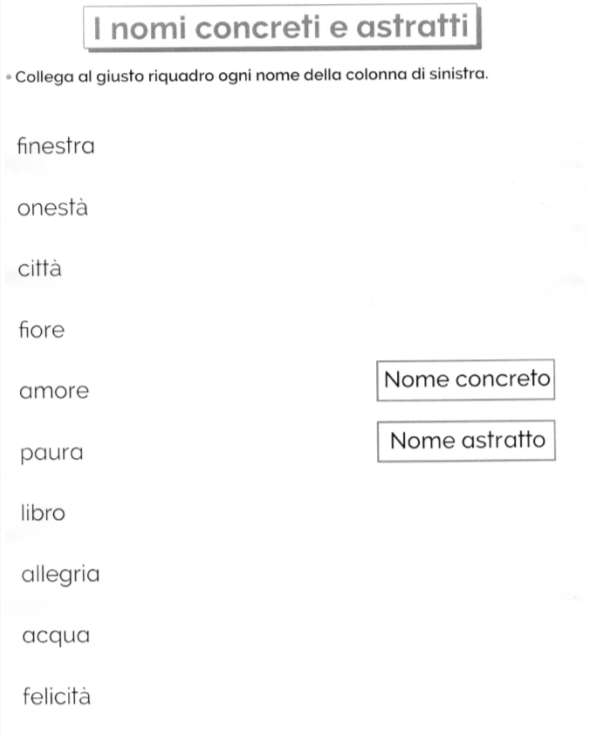 I nomi concreti e astratti
• Collega al giusto riquadro ogni nome della colonna di sinistra.
finestra
onestà
città
fiore
amore
Nome concreto
paura
Nome astratto
libro
allegria
acqua
felicità